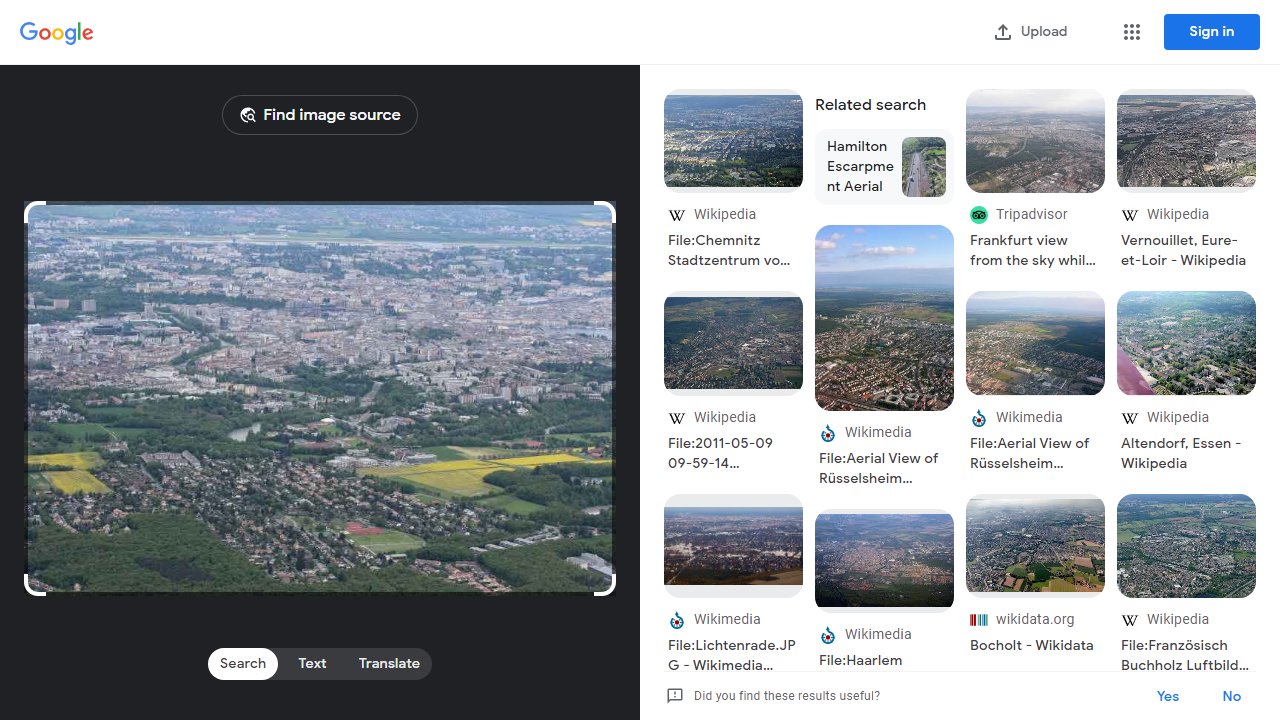 Google
Upload
Sign in
Find image source
Search
Text
Translate
Wikipedia
File:Chemnitz
Stadtzentrum vo...
Wikipedia
File:2011-05-09
09-59-14...
Wikimedia
File:Lichtenrade.JP
G - Wikimedia...
Related search
Hamilton
Escarpme
nt Aerial
Wikimedia
File:Aerial View of
Rüsselsheim...
Wikimedia
File:Haarlem
Tripadvisor
Frankfurt view
from the sky whil...
Wikimedia
File:Aerial View of
Rüsselsheim...
wikidata.org
Bocholt - Wikidata
Wikipedia
Vernouillet, Eure-
et-Loir - Wikipedia
Wikipedia
Altendorf, Essen -
Wikipedia
Wikipedia
File:Französisch
Buchholz Luftbild...
Did you find these results useful?
Yes
No